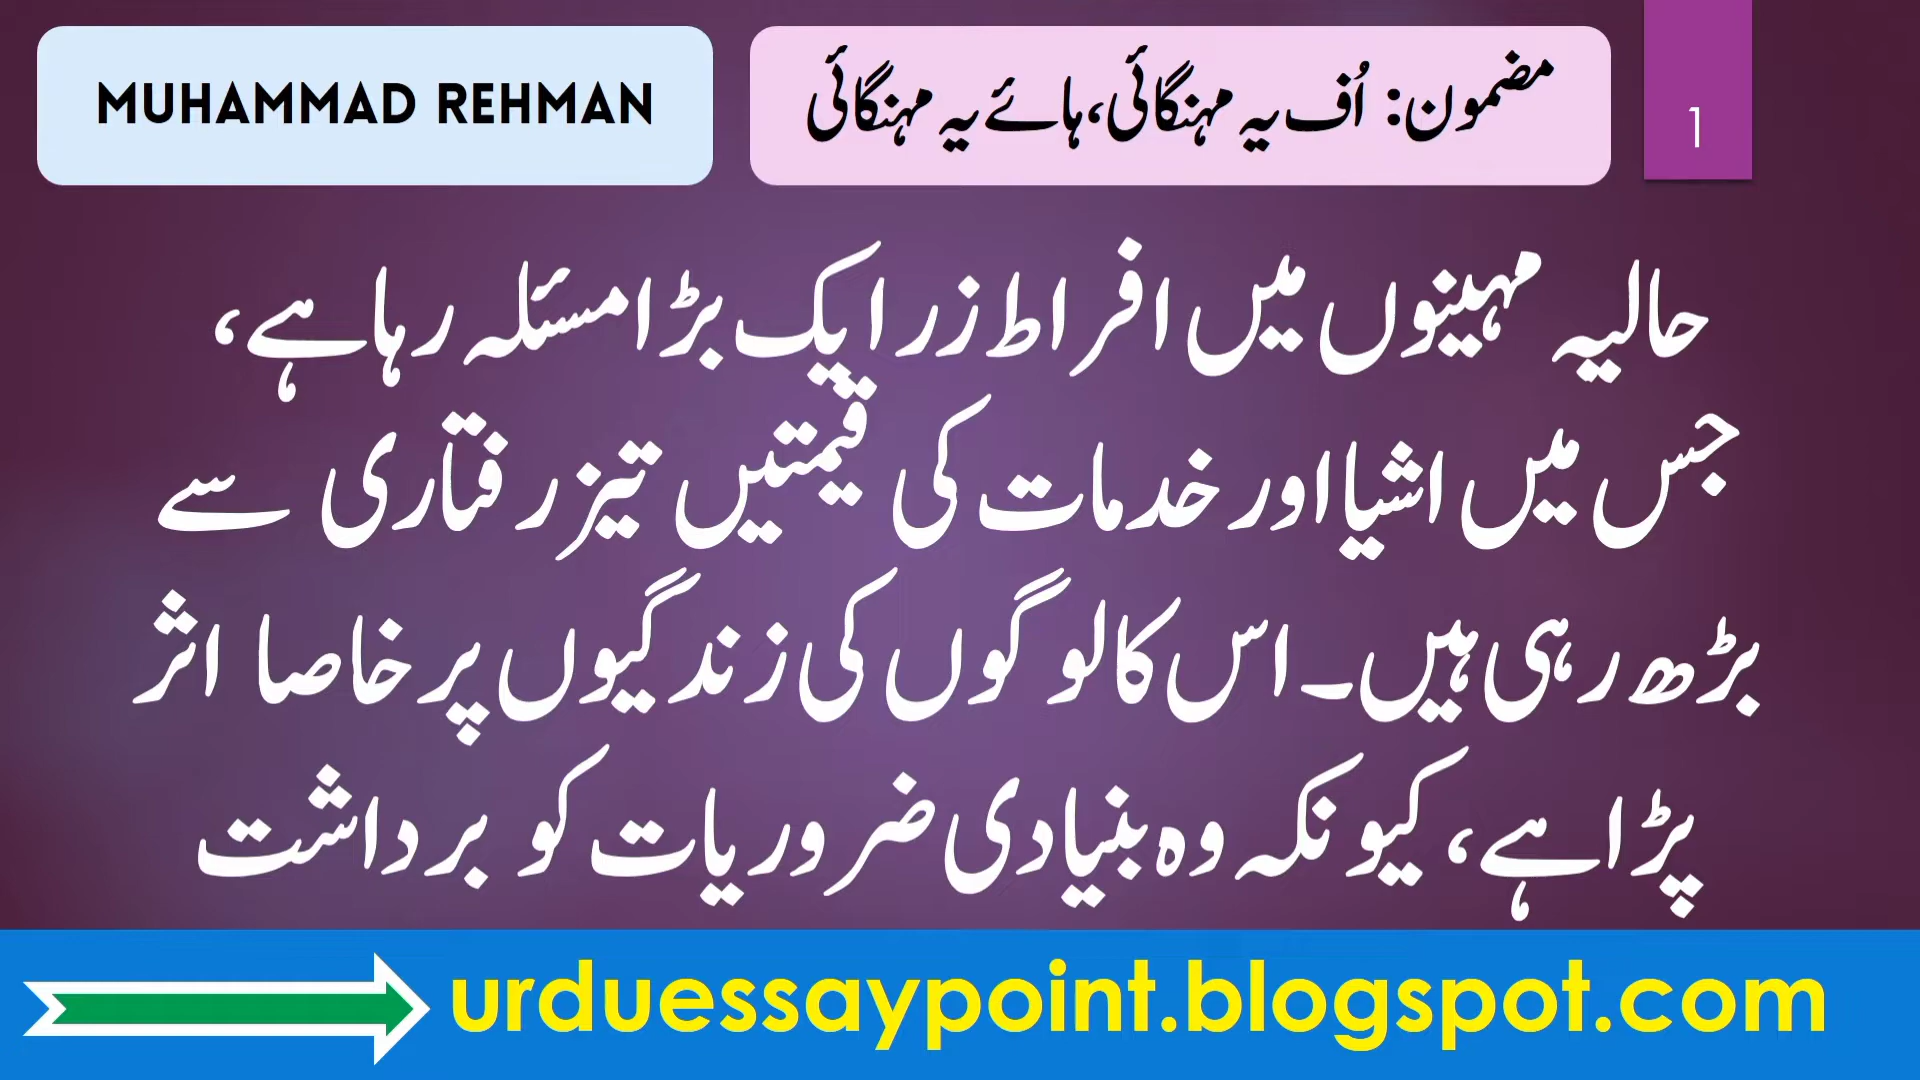 MUHAMMAD REHMAN
مضمون: اُف یہ مہنگائی، ہائے یہ مہنگائی
1
حالیہ مہینوں میں افراط زر ایک بڑا مسئلہ رہا ہے،
جس میں اشیا اور خدمات کی قیمتیں تیز رفتاری سے
بڑھ رہی ہیں۔ اس کا لوگوں کی زندگیوں پر خاصا اثر
پڑا ہے، کیونکہ وہ بنیادی ضروریات کو برداشت
urduessaypoint.blogspot.com